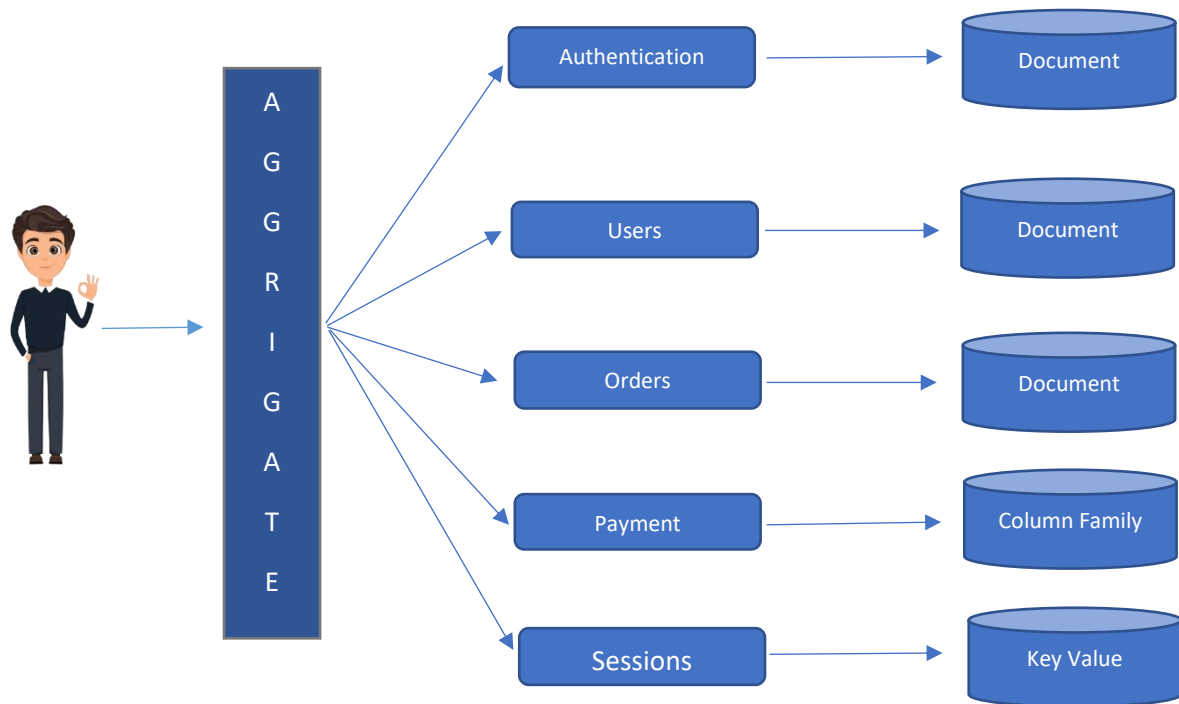 A
G
G
R
I
G
A
T
E
Authentication
Document
Users
Document
Orders
Document
Payment
Column Family
Sessions
Key Value